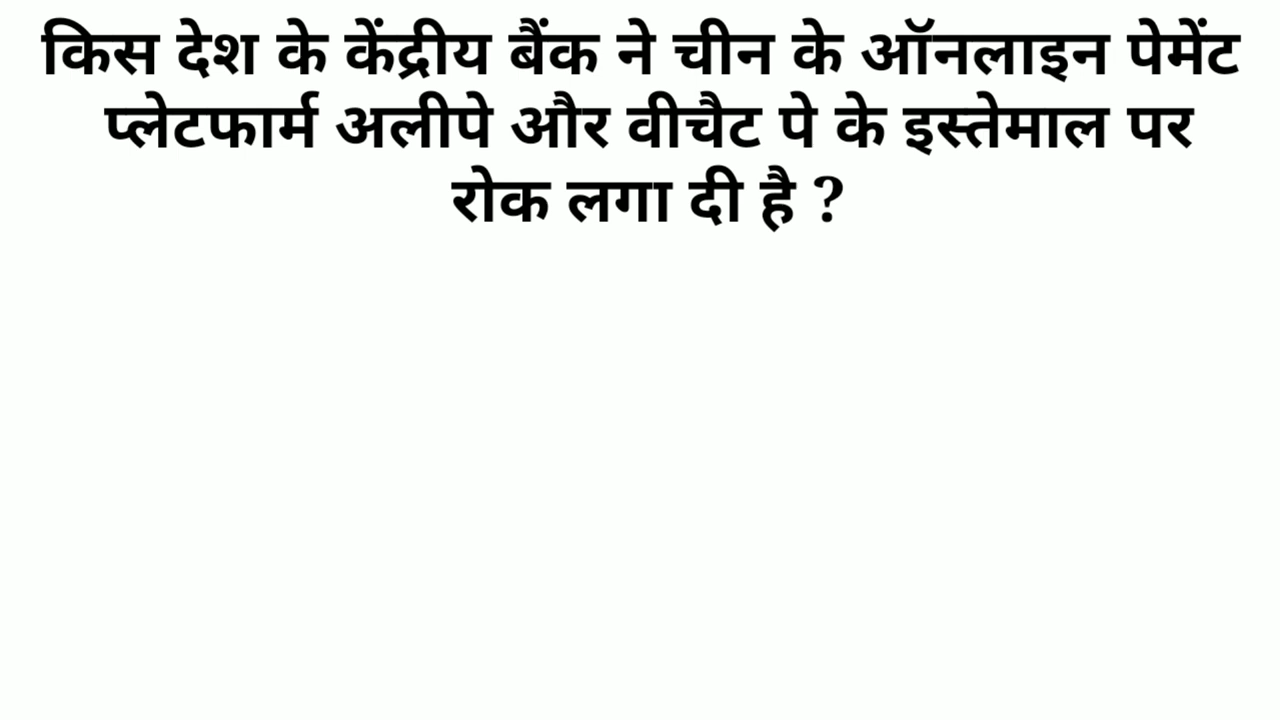 किस देश के केंद्रीय बैंक ने चीन के ऑनलाइन पेमेंट
प्लेटफार्म अलीपे और वीचैट पे के इस्तेमाल पर
रोक लगा दी है ?